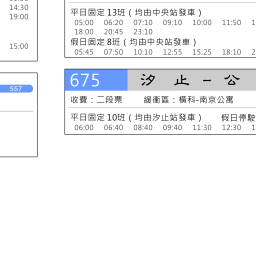 14:30
19:00
15:00
557
平日固定 13班（均由中央站發車）
05:00 06:20 07:10 09:10 10:00 11:50
18:00 20:45 23:10
假日固定 8班（均由中央站發車）
05:45 07:50 10:10 12:55 15:25 18:10
675 汐 止 － 公
收費：二段票 緩衝區：橫科-南京公寓
平日固定 10班（均由汐止站發車） 假日停駛
06:00 06:40 08:40 09:40 11:30 12:30